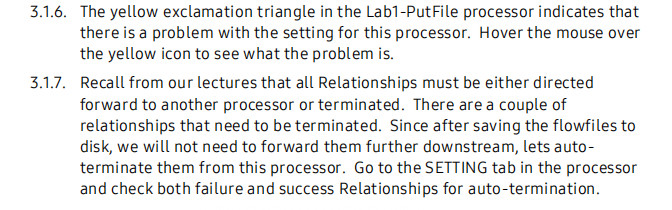 3.1.6. The yellow exclamation triangle in the Lab1-PutFile processor indicates that
there is a problem with the setting for this processor. Hover the mouse over
the yellow icon to see what the problem is.
3.1.7. Recall from our lectures that all Relationships must be either directed
forward to another processor or terminated. There are a couple of
relationships that need to be terminated. Since after saving the flowfiles to
disk, we will not need to forward them further downstream, lets auto-
terminate them from this processor. Go to the SETTING tab in the processor
and check both failure and success Relationships for auto-termination.